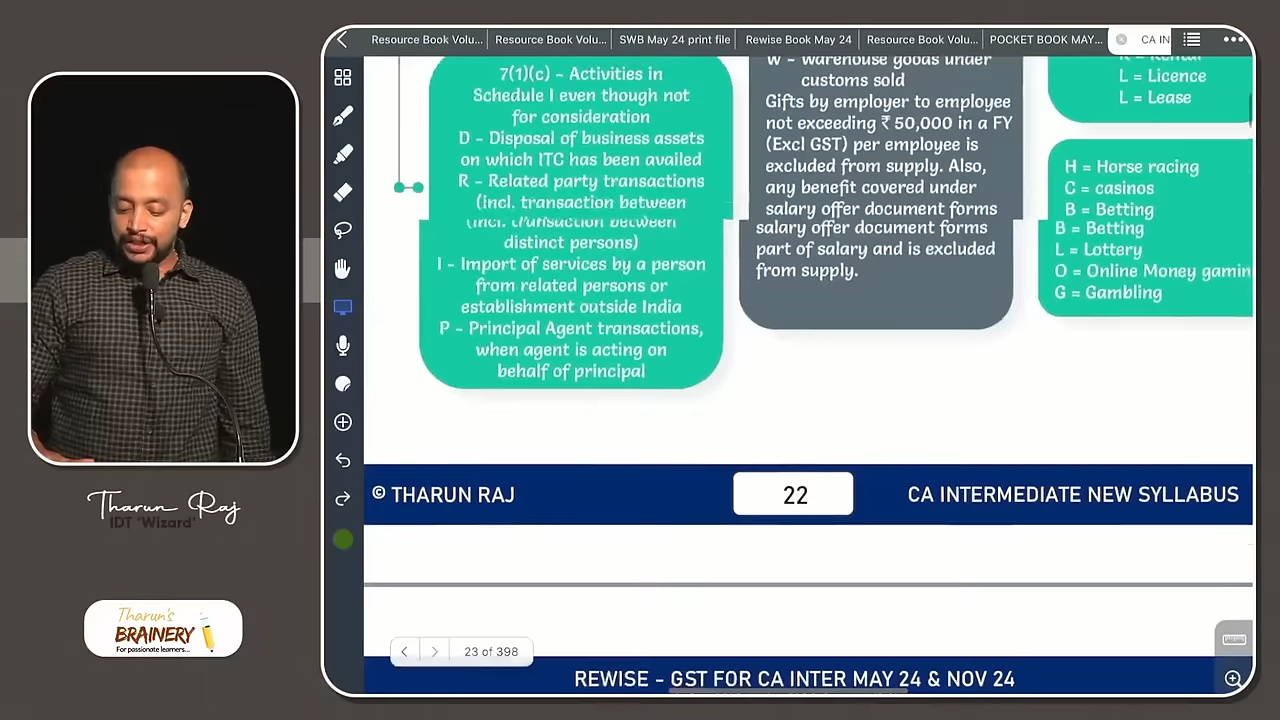 Resource Book Volu...
Resource Book Volu...
SWB May 24 print file
Rewise Book May 24
Resource Book Volu...
POCKET BOOK MAY...
CA IN
7(1)(c) - Activities in
Schedule I even though not
for consideration
D - Disposal of business assets
on which ITC has been availed
R - Related party transactions
(incl. transaction between
(incl. transaction between
distinct persons)
I - Import of services by a person
from related persons or
establishment outside India
P - Principal Agent transactions,
when agent is acting on
behalf of principal
W - Warehouse goods under
customs sold
Gifts by employer to employee
not exceeding ₹ 50,000 in a FY
(Excl GST) per employee is
excluded from supply. Also,
any benefit covered under
salary offer document forms
salary offer document forms
part of salary and is excluded
from supply.
R = Rental
L = Licence
L = Lease
H = Horse racing
C = casinos
B = Betting
B = Betting
L = Lottery
O = Online Money gamin
G = Gambling
© THARUN RAJ
22
CA INTERMEDIATE NEW SYLLABUS
23 of 398
REWISE - GST FOR CA INTER MAY 24 & NOV 24
Tharun Raj
IDT 'Wizard'
Tharun's
BRAINERY
For passionate learners...